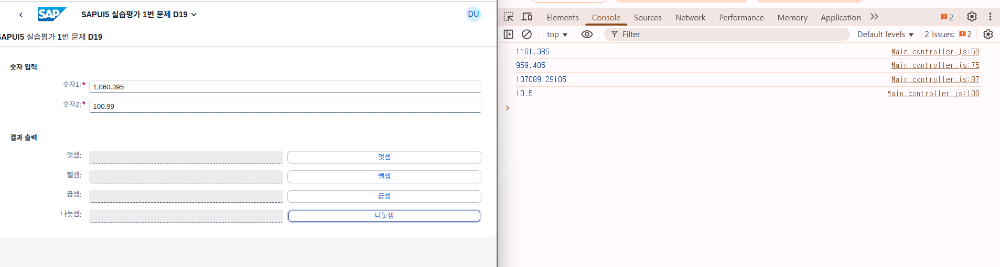 SAP SAPUI5 실습평가 1번 문제 D19 DU
SAPUI5 실습평가 1번 문제 D19
숫자 입력
숫자1:* 1,060.395
숫자2:* 100.99
결과 출력
덧셈: 덧셈
뺄셈: 뺄셈
곱셈: 곱셈
나눗셈: 나눗셈
Elements Console Sources Network Performance Memory Application 2
top Filter Default levels 2 Issues: 2
1161.385 Main.controller.js:59
959.405 Main.controller.js:75
107089.29105 Main.controller.js:87
10.5 Main.controller.js:100